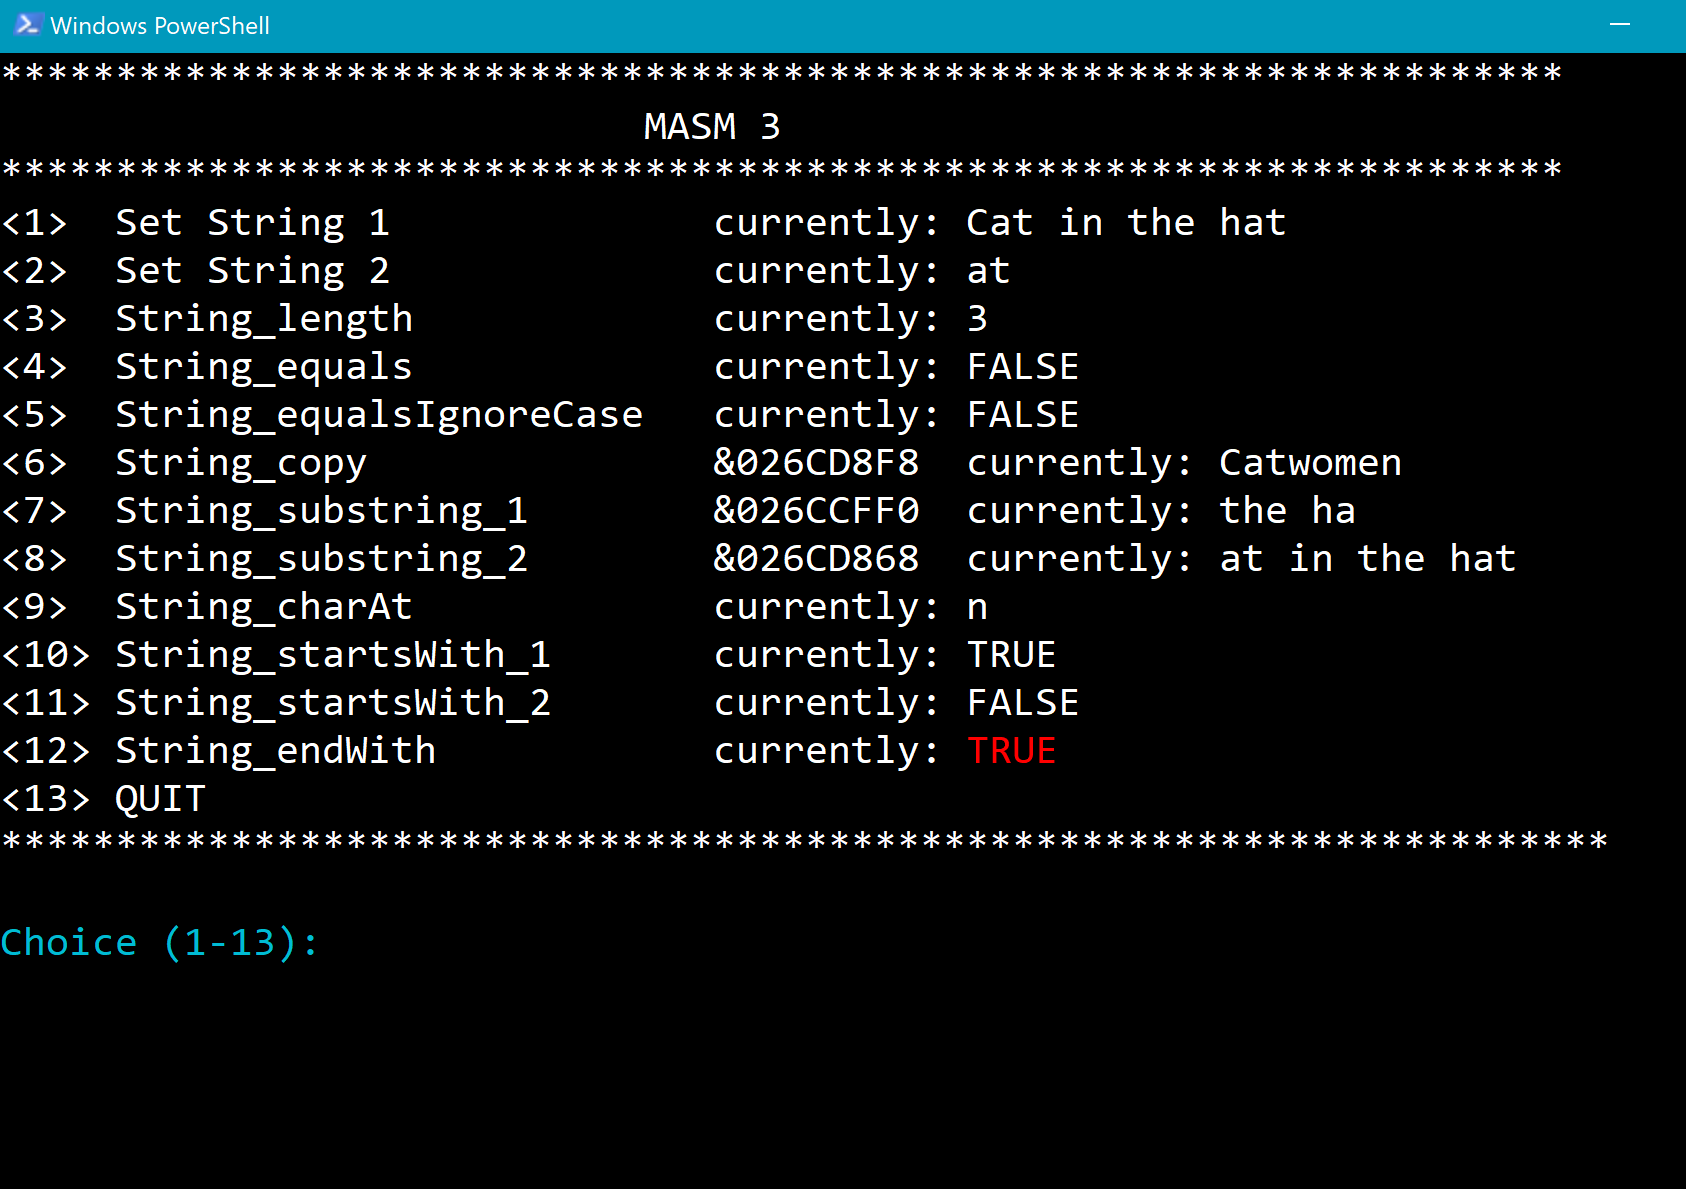 Windows PowerShell
********************************************************************
MASM 3
********************************************************************
<1> Set String 1 currently: Cat in the hat
<2> Set String 2 currently: at
<3> String_length currently: 3
<4> String_equals currently: FALSE
<5> String_equalsIgnoreCase currently: FALSE
<6> String_copy &026CD8F8 currently: Catwomen
<7> String_substring_1 &026CCFF0 currently: the ha
<8> String_substring_2 &026CD868 currently: at in the hat
<9> String_charAt currently: n
<10> String_startsWith_1 currently: TRUE
<11> String_startsWith_2 currently: FALSE
<12> String_endWith currently: TRUE
<13> QUIT
**********************************************************************
Choice (1-13):